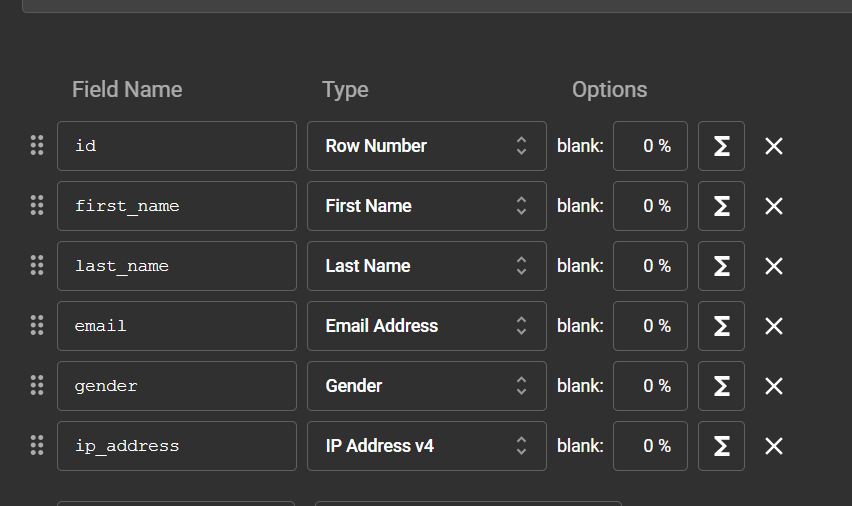 Field Name Type Options
id Row Number blank: 0 % Σ
first_name First Name blank: 0 % Σ
last_name Last Name blank: 0 % Σ
email Email Address blank: 0 % Σ
gender Gender blank: 0 % Σ
ip_address IP Address v4 blank: 0 % Σ